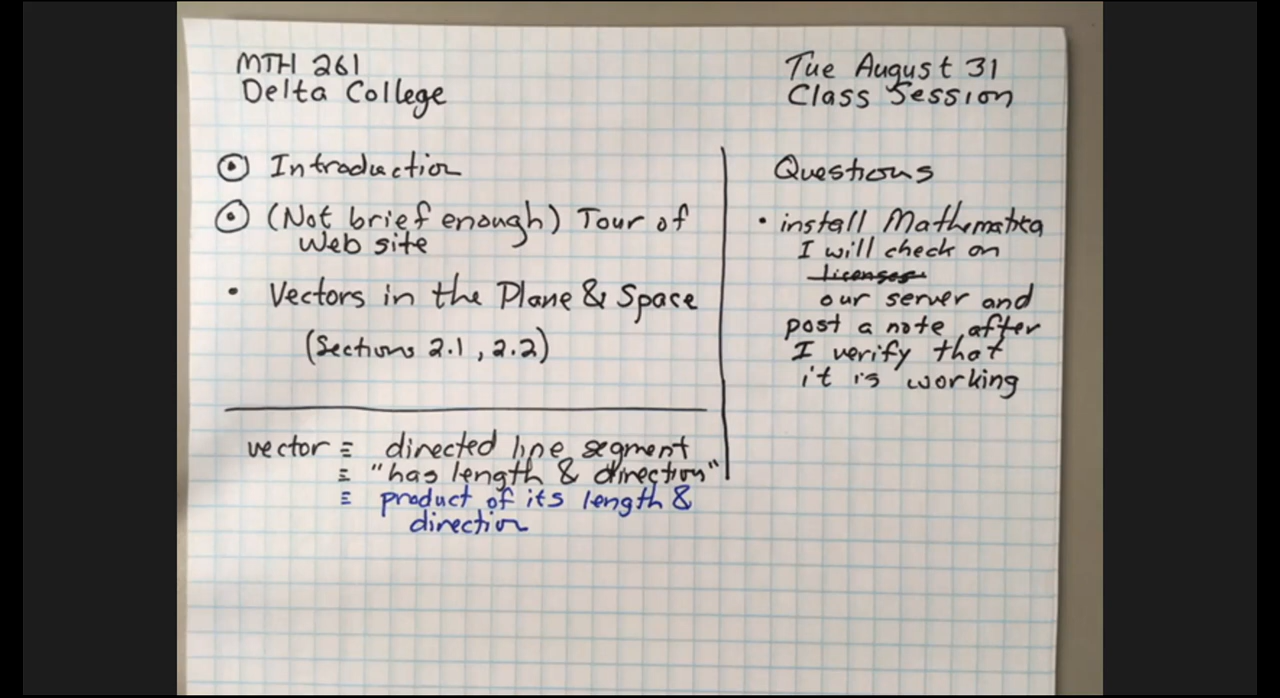 MTH 261
Delta College
Tue August 31
Class Session
⊙ Introduction
⊙ (Not brief enough) Tour of
Web site
• Vectors in the Plane & Space
(Sections 2.1, 2.2)
Questions
• install Mathematica
I will check on
licenses
our server and
post a note after
I verify that
it is working
vector ≡ directed line segment
≡ "has length & direction"
≡ product of its length &
direction